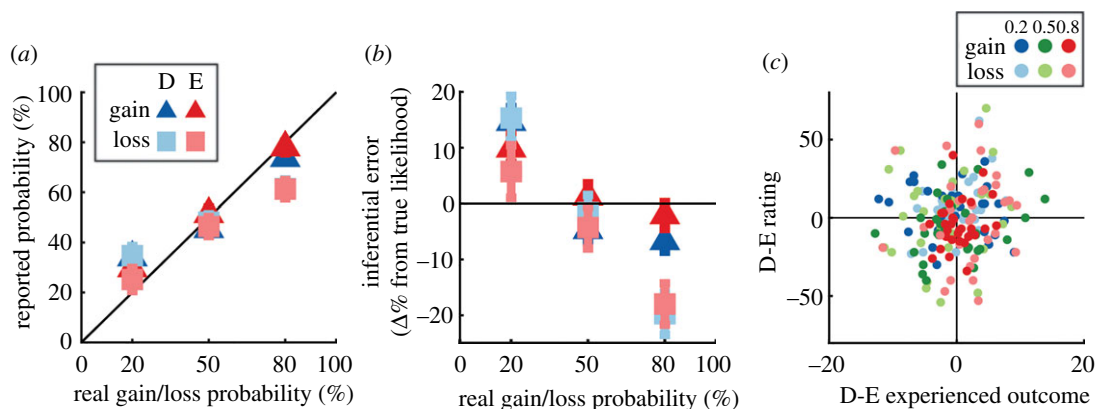 (a)
D E
gain
loss
reported probability (%)
100
80
60
40
20
0
0 20 50 80 100
real gain/loss probability (%)
(b)
inferential error
(Δ% from true likelihood)
20
10
0
−10
−20
0 20 50 80 100
real gain/loss probability (%)
(c)
0.2 0.50.8
gain
loss
D-E rating
50
0
−50
−20 0 20
D-E experienced outcome